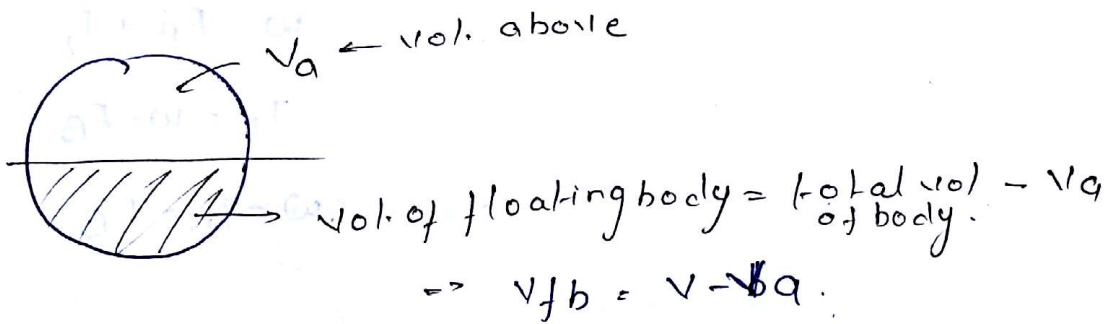 Va ← vol. above
vol. of floating body = total vol of body. - Va
=> Vfb = V - Va.